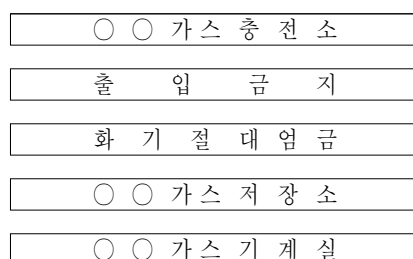 ○ ○ 가 스 충 전 소
출 입 금 지
화 기 절 대 엄 금
○ ○ 가 스 저 장 소
○ ○ 가 스 기 계 실